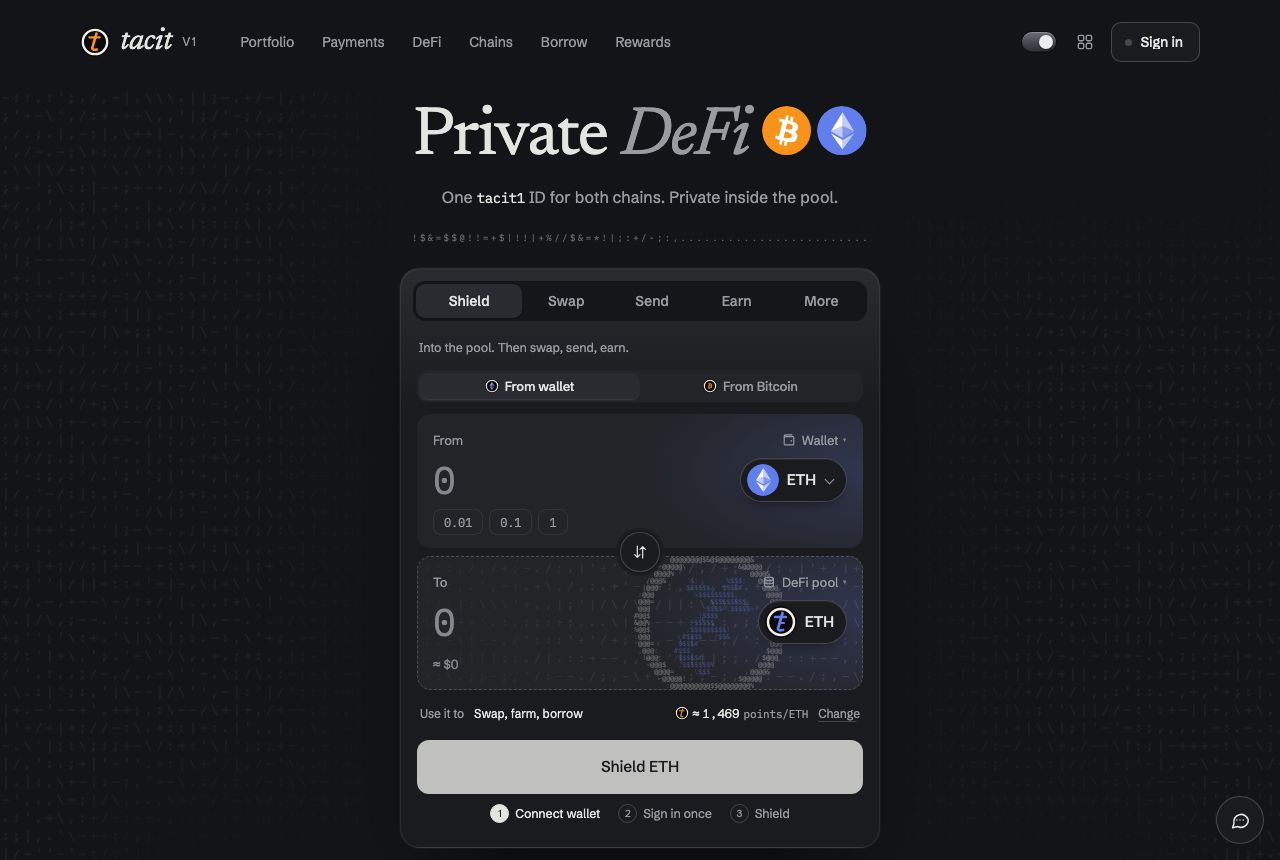 tacit V1 Portfolio Payments DeFi Chains Borrow Rewards Sign in
Private DeFi
One tacit1 ID for both chains. Private inside the pool.
!$&=$$@!!=+$|!!|+%//$&=*!|;:+/-;:,........................
Shield Swap Send Earn More
Into the pool. Then swap, send, earn.
From wallet From Bitcoin
From Wallet
0 ETH
0.01 0.1 1
To DeFi pool
0 ETH
≈ $0
Use it to Swap, farm, borrow ≈ 1,469 points/ETH Change
Shield ETH
1 Connect wallet 2 Sign in once 3 Shield